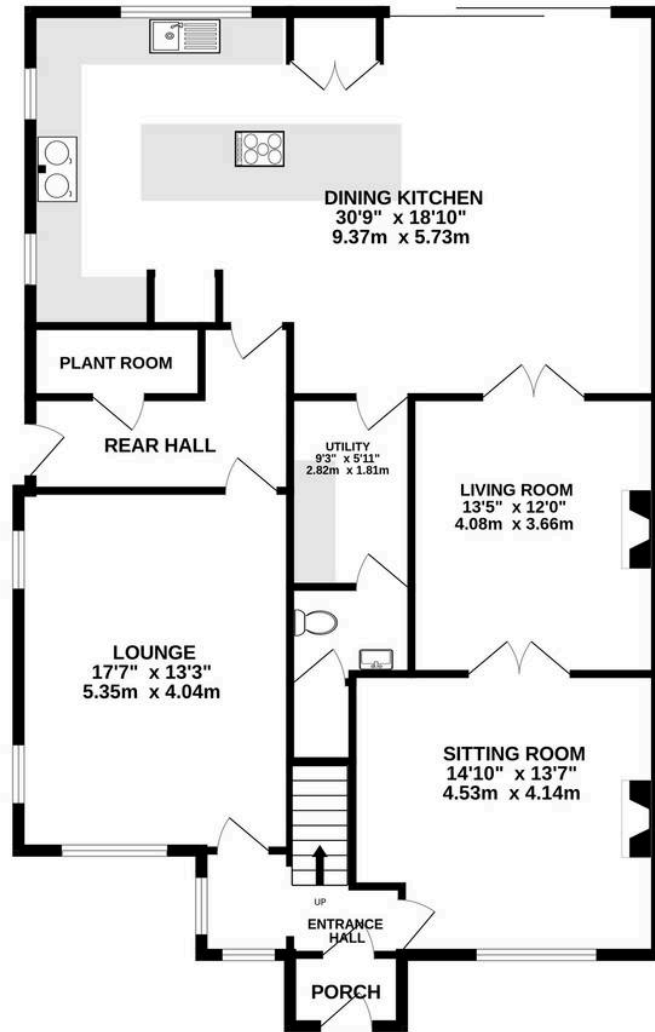 DINING KITCHEN
30'9" x 18'10"
9.37m x 5.73m
PLANT ROOM
REAR HALL
UTILITY
9'3" x 5'11"
2.82m x 1.81m
LIVING ROOM
13'5" x 12'0"
4.08m x 3.66m
LOUNGE
17'7" x 13'3"
5.35m x 4.04m
SITTING ROOM
14'10" x 13'7"
4.53m x 4.14m
UP
ENTRANCE
HALL
PORCH